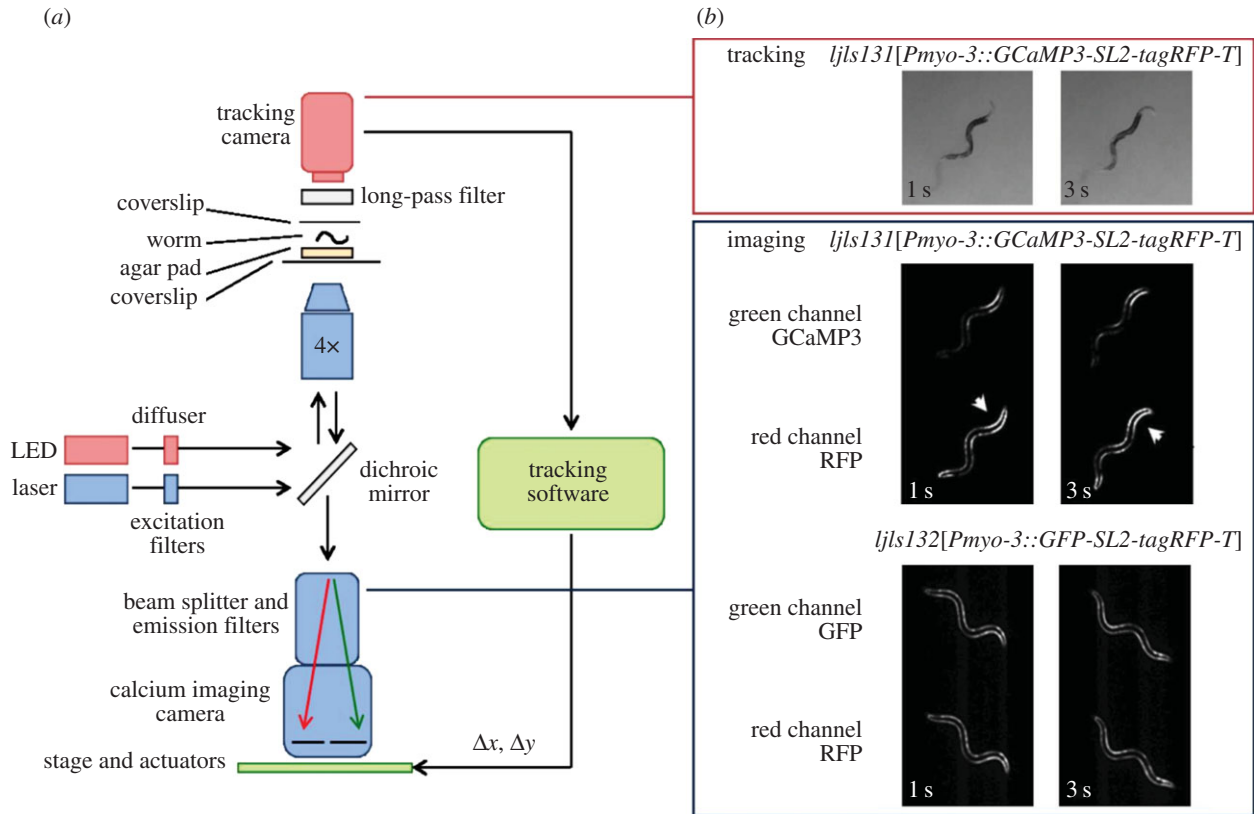 (a)
tracking
camera
long-pass filter
coverslip
worm
agar pad
coverslip
4×
diffuser
LED
laser
excitation
filters
dichroic
mirror
tracking
software
beam splitter and
emission filters
calcium imaging
camera
Δx, Δy
stage and actuators
(b)
tracking ljls131[Pmyo-3::GCaMP3-SL2-tagRFP-T]
1 s 3 s
imaging ljls131[Pmyo-3::GCaMP3-SL2-tagRFP-T]
green channel
GCaMP3
red channel
RFP
1 s 3 s
ljls132[Pmyo-3::GFP-SL2-tagRFP-T]
green channel
GFP
red channel
RFP
1 s 3 s